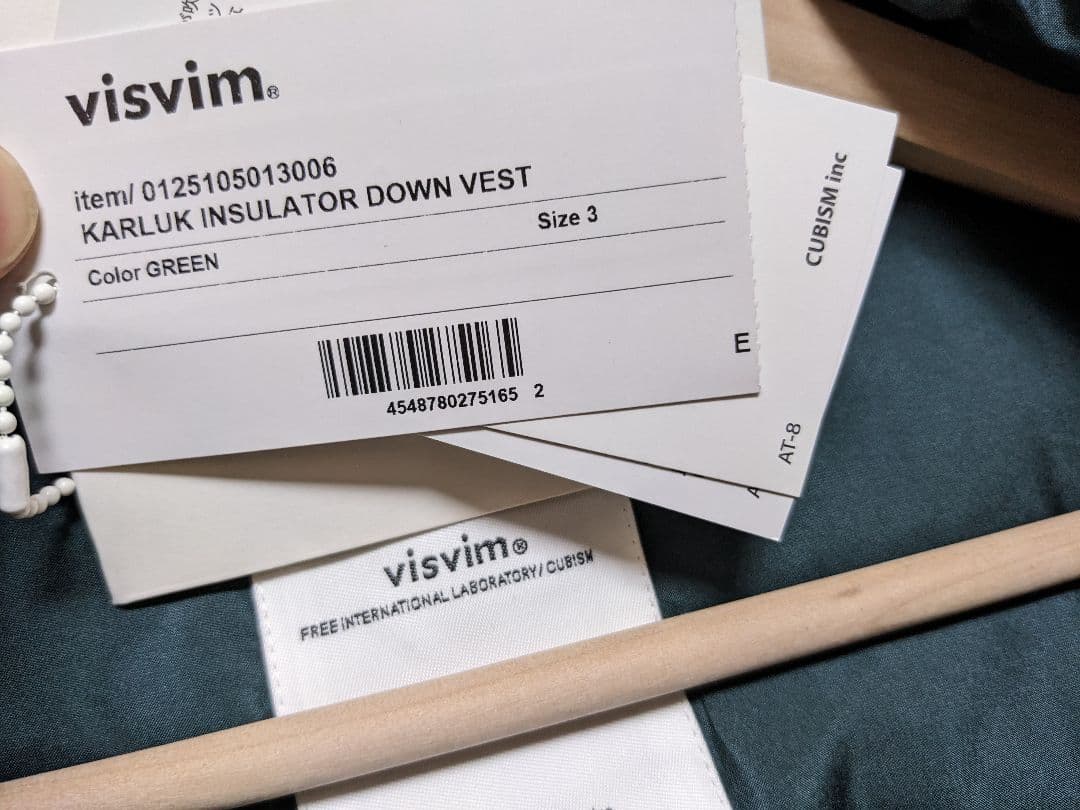 visvim®
item/ 0125105013006
KARLUK INSULATOR DOWN VEST
Size 3
Color GREEN
4548780275165 2
E
CUBISM inc
AT-8
A
visvim®
FREE INTERNATIONAL LABORATORY/ CUBISM